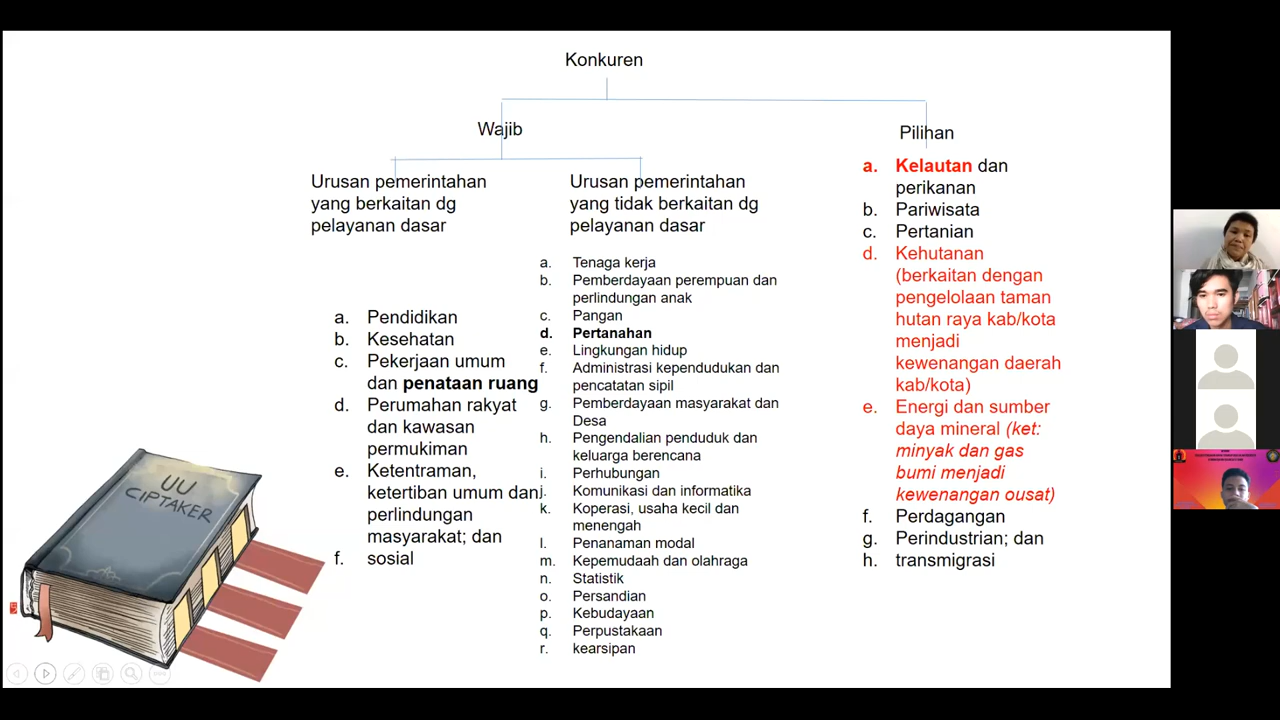 Konkuren
Wajib
Pilihan
Urusan pemerintahan
yang berkaitan dg
pelayanan dasar
a. Pendidikan
b. Kesehatan
c. Pekerjaan umum
dan penataan ruang
d. Perumahan rakyat
dan kawasan
permukiman
e. Ketentraman,
ketertiban umum dan
perlindungan
masyarakat; dan
f. sosial
Urusan pemerintahan
yang tidak berkaitan dg
pelayanan dasar
a. Tenaga kerja
b. Pemberdayaan perempuan dan
perlindungan anak
c. Pangan
d. Pertanahan
e. Lingkungan hidup
f. Administrasi kependudukan dan
pencatatan sipil
g. Pemberdayaan masyarakat dan
Desa
h. Pengendalian penduduk dan
keluarga berencana
i. Perhubungan
j. Komunikasi dan informatika
k. Koperasi, usaha kecil dan
menengah
l. Penanaman modal
m. Kepemudaah dan olahraga
n. Statistik
o. Persandian
p. Kebudayaan
q. Perpustakaan
r. kearsipan
a. Kelautan dan
perikanan
b. Pariwisata
c. Pertanian
d. Kehutanan
(berkaitan dengan
pengelolaan taman
hutan raya kab/kota
menjadi
kewenangan daerah
kab/kota)
e. Energi dan sumber
daya mineral (ket:
minyak dan gas
bumi menjadi
kewenangan ousat)
f. Perdagangan
g. Perindustrian; dan
h. transmigrasi
UU
CIPTAKER